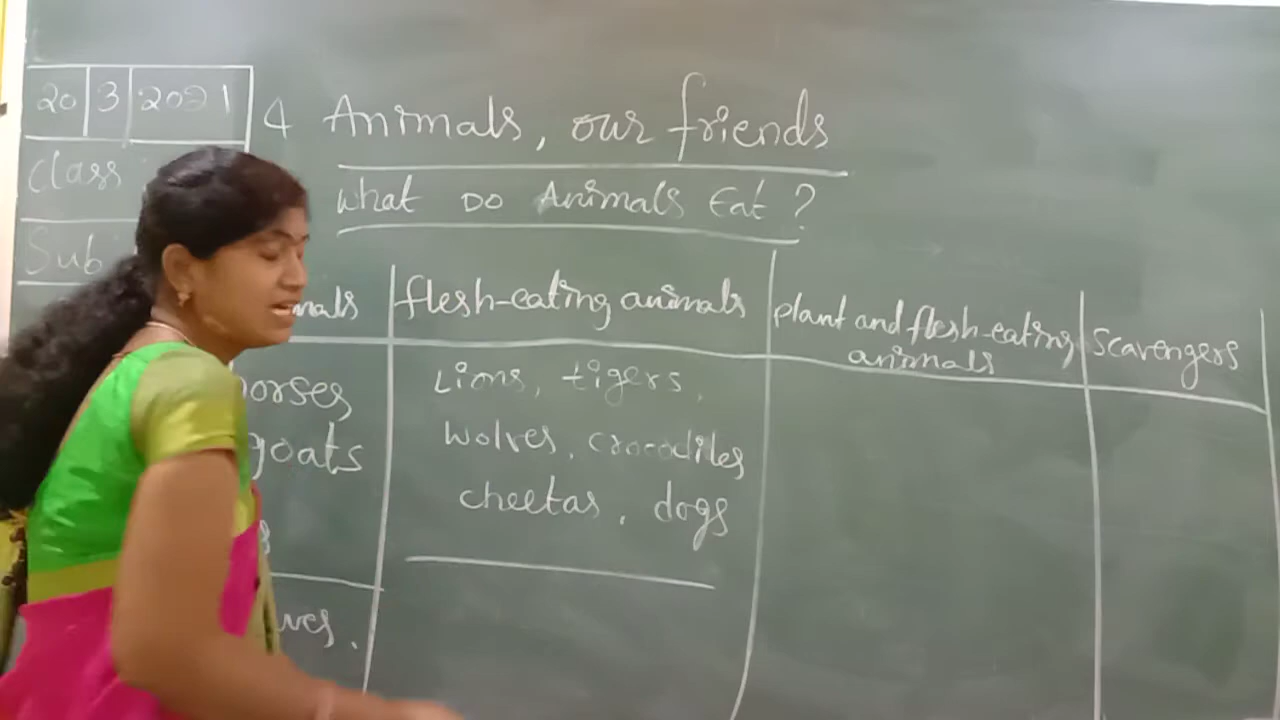 20 3 2021
4 Animals, our friends
Class
What Do Animals Eat ?
Sub
flesh-eating animals
plant and flesh-eating animals
Scavengers
Lions, tigers,
goats
wolves, crocodiles
cheetas, dogs